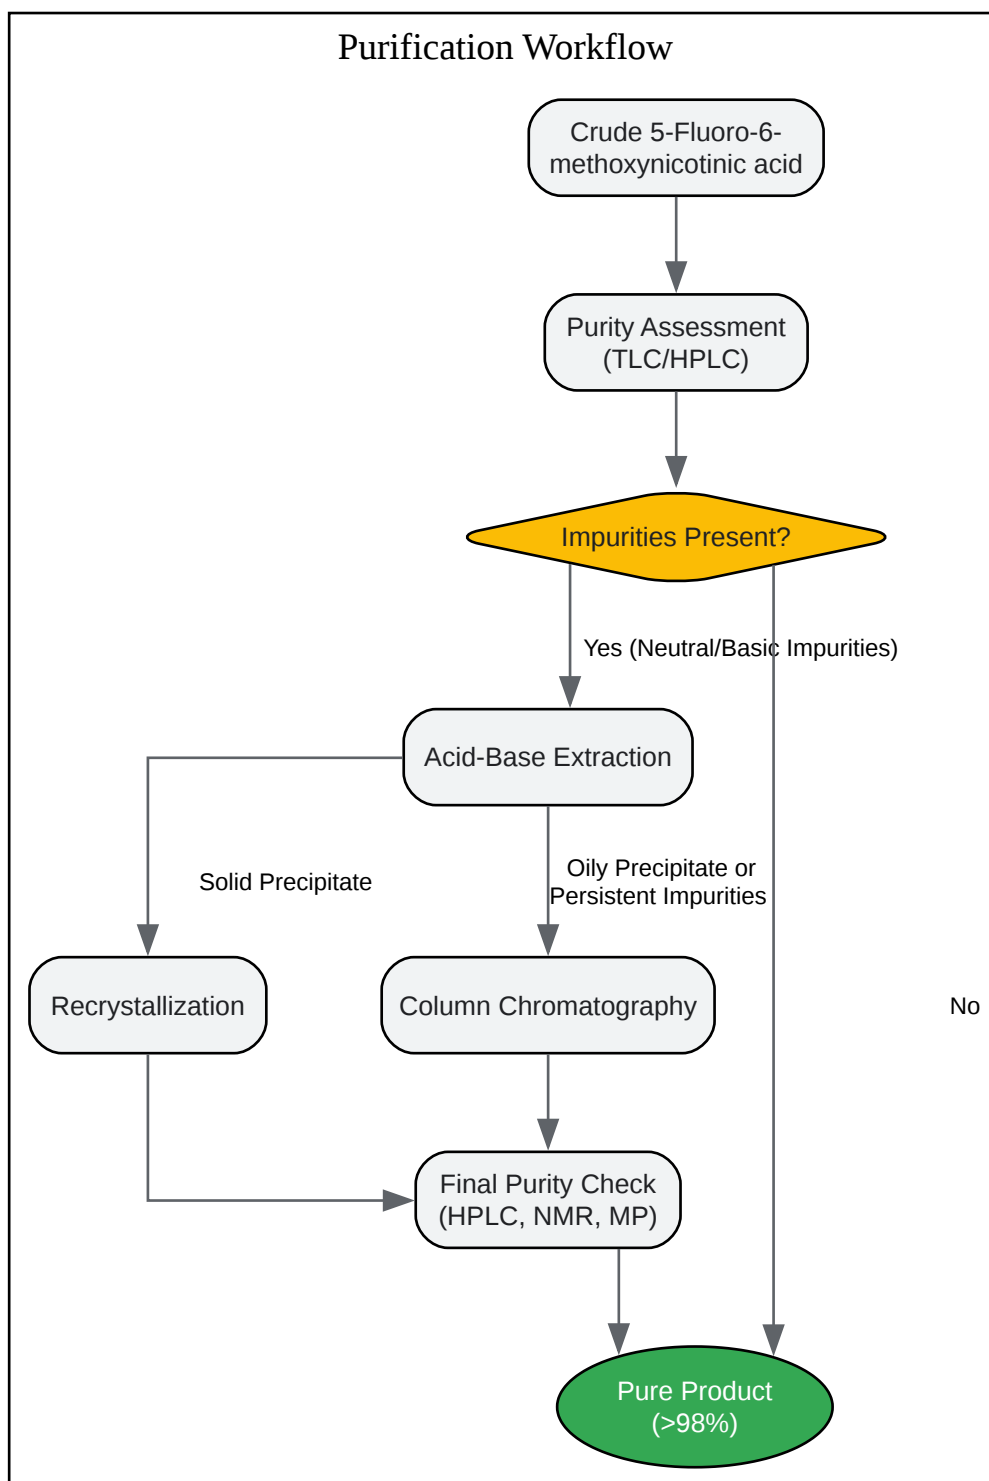 Purification Workflow
Crude 5-Fluoro-6-
methoxynicotinic acid
Purity Assessment
(TLC/HPLC)
Impurities Present?
Yes (Neutral/Basic Impurities)
Acid-Base Extraction
Solid Precipitate
Oily Precipitate or
Persistent Impurities
Recrystallization
Column Chromatography
No
Final Purity Check
(HPLC, NMR, MP)
Pure Product
(>98%)